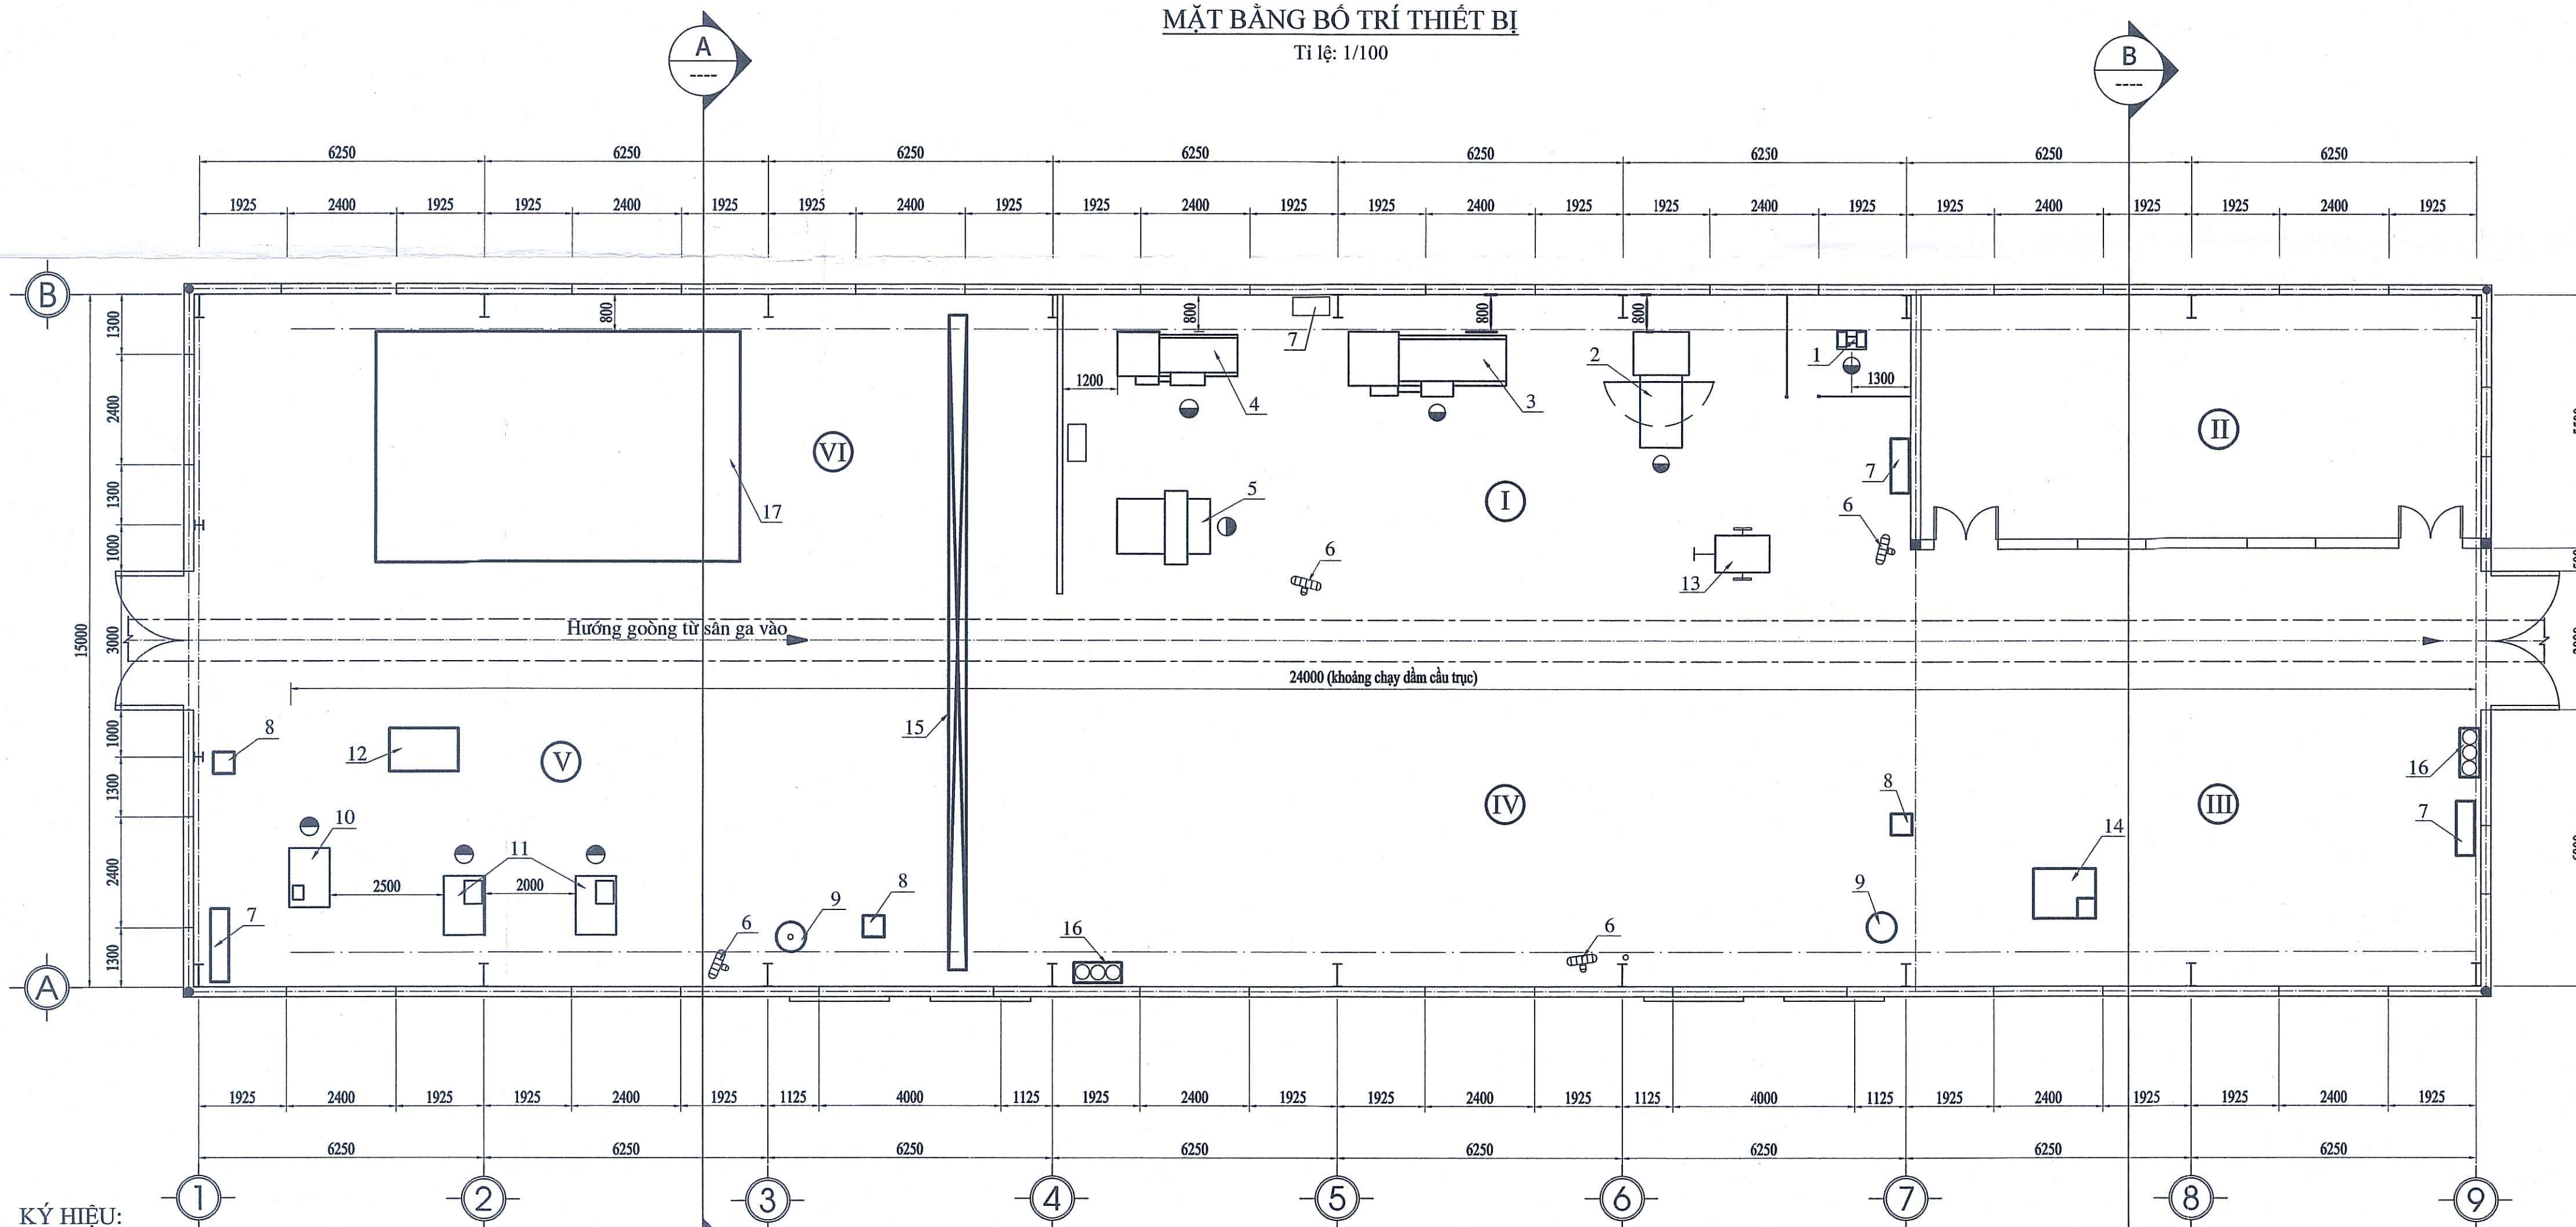 MẶT BẰNG BỐ TRÍ THIẾT BỊ
Tỉ lệ: 1/100
A
----
B
----
6250 6250 6250 6250 6250 6250 6250 6250
1925 2400 1925 1925 2400 1925 1925 2400 1925 1925 2400 1925 1925 2400 1925 1925 2400 1925 1925 2400 1925 1925 2400 1925
B
1300
2400
1300
1000
3000
15000
1000
1300
2400
1300
A
800
800
800
800
7
1
2
1300
1200
4
3
VI
II
7
5
I
17
6
6
13
Hướng goòng từ sân ga vào
24000 (khoảng chạy dầm cầu trục)
15
8
12
V
16
IV
8
III
7
10
11
14
2500
2000
8
9
9
7
6
16
6
1925 2400 1925 1925 2400 1925 1125 4000 1125 1925 2400 1925 1925 2400 1925 1125 4000 1125 1925 2400 1925 1925 2400 1925
6250 6250 6250 6250 6250 6250 6250 6250
1 2 3 4 5 6 7 8 9
KÝ HIỆU: